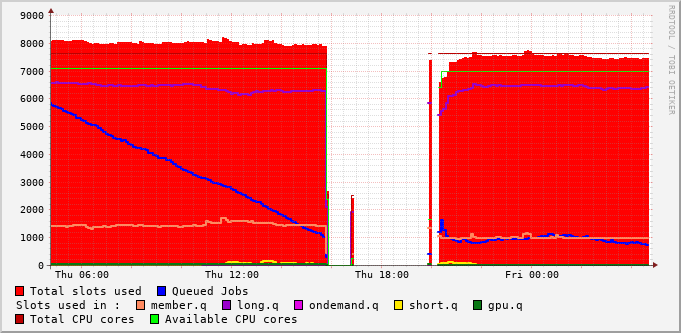 9000
8000
7000
6000
5000
4000
3000
2000
1000
0
Thu 06:00 Thu 12:00 Thu 18:00 Fri 00:00
RRDTOOL / TOBI OETIKER
Total slots used Queued Jobs
Slots used in : member.q long.q ondemand.q short.q gpu.q
Total CPU cores Available CPU cores